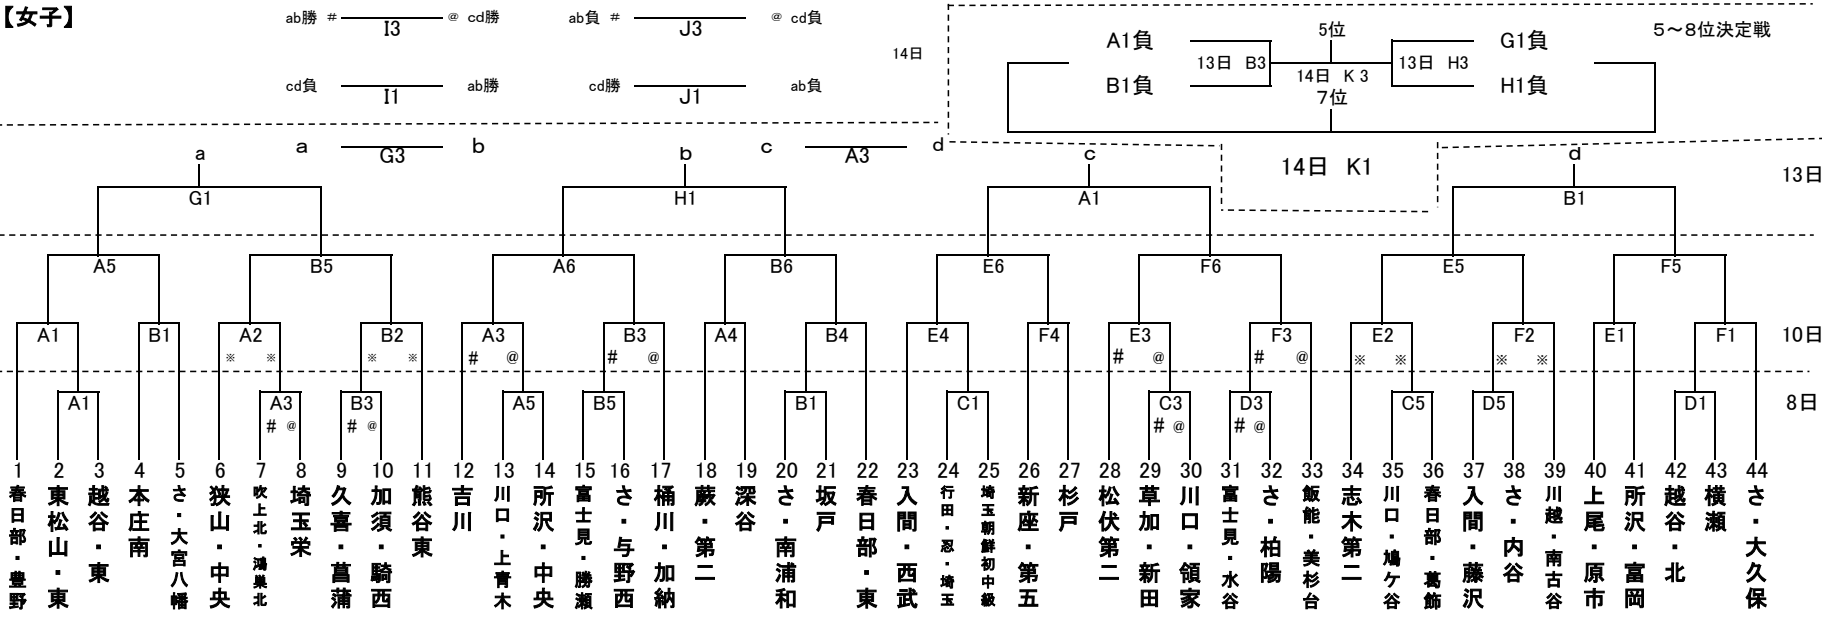 【女子】
ab勝 # I3 @ cd勝
ab負 # J3 @ cd負
cd負 I1 ab勝
cd勝 J1 ab負
14日
5~8位決定戦
A1負 5位 G1負
13日 B3 13日 H3
14日 K 3
B1負 7位 H1負
14日 K1
a G3 b
c A3 d
a b c d
G1 H1 A1 B1
13日
A5 B5 A6 B6 E6 F6 E5 F5
A1 B1 A2 B2 A3 B3 A4 B4 E4 F4 E3 F3 E2 F2 E1 F1
10日
※ ※ ※ ※ # @ # @ # @ # @ ※ ※ ※ ※
A1 A3 B3 A5 B5 B1 C1 C3 D3 C5 D5 D1
8日
# @ # @ # @ # @
1 春日部・豊野
2 東松山・東
3 越谷・東
4 本庄南
5 さ・大宮八幡
6 狭山・中央
7 吹上北・鴻巣北
8 埼玉栄
9 久喜・菖蒲
10 加須・騎西
11 熊谷東
12 吉川
13 川口・上青木
14 所沢・中央
15 富士見・勝瀬
16 さ・与野西
17 桶川・加納
18 蕨・第二
19 深谷
20 さ・南浦和
21 坂戸
22 春日部・東
23 入間・西武
24 行田・忍・埼玉
25 埼玉朝鮮初中級
26 新座・第五
27 杉戸
28 松伏第二
29 草加・新田
30 川口・領家
31 富士見・水谷
32 さ・柏陽
33 飯能・美杉台
34 志木第二
35 川口・鳩ケ谷
36 春日部・葛飾
37 入間・藤沢
38 さ・内谷
39 川越・南古谷
40 上尾・原市
41 所沢・富岡
42 越谷・北
43 横瀬
44 さ・大久保